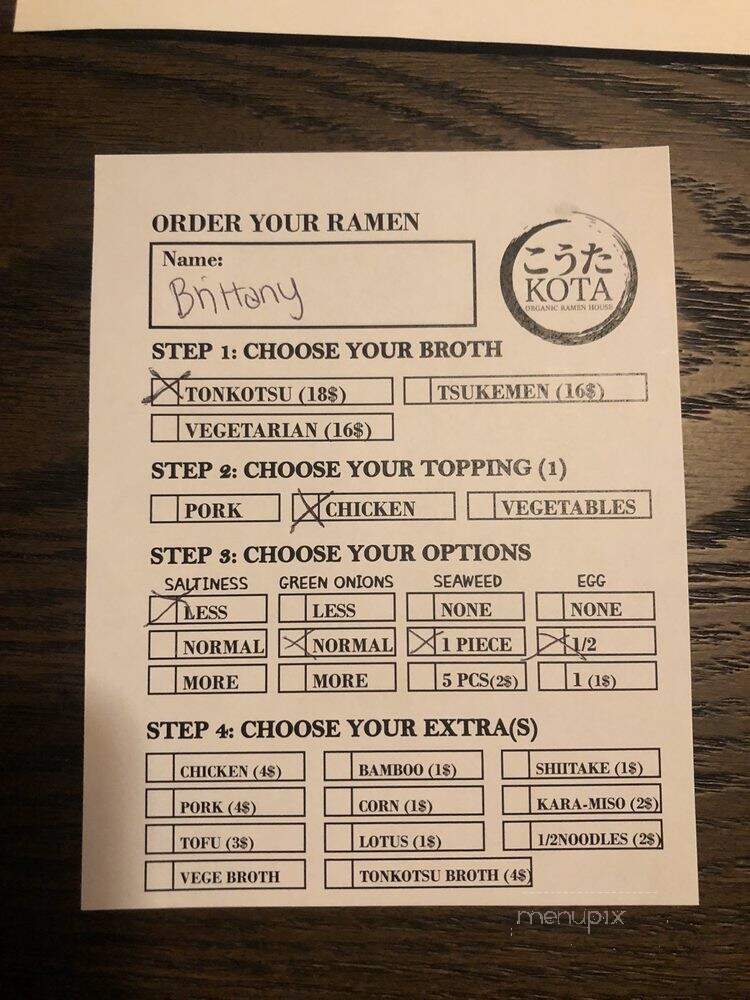 ORDER YOUR RAMEN
Name:
Brittany
こうた
KOTA
ORGANIC RAMEN HOUSE
STEP 1: CHOOSE YOUR BROTH
TONKOTSU (18$) TSUKEMEN (16$)
VEGETARIAN (16$)
STEP 2: CHOOSE YOUR TOPPING (1)
PORK CHICKEN VEGETABLES
STEP 3: CHOOSE YOUR OPTIONS
SALTINESS GREEN ONIONS SEAWEED EGG
LESS LESS NONE NONE
NORMAL NORMAL 1 PIECE 1/2
MORE MORE 5 PCS(2$) 1 (1$)
STEP 4: CHOOSE YOUR EXTRA(S)
CHICKEN (4$) BAMBOO (1$) SHIITAKE (1$)
PORK (4$) CORN (1$) KARA-MISO (2$)
TOFU (3$) LOTUS (1$) 1/2NOODLES (2$)
VEGE BROTH TONKOTSU BROTH (4$)
menupix